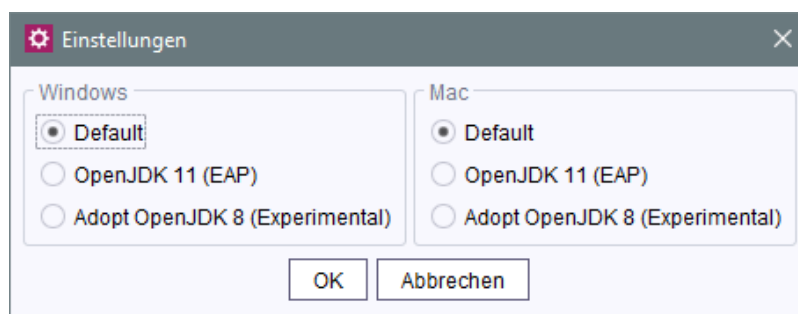 Einstellungen
Windows
Default
OpenJDK 11 (EAP)
Adopt OpenJDK 8 (Experimental)
Mac
Default
OpenJDK 11 (EAP)
Adopt OpenJDK 8 (Experimental)
OK
Abbrechen